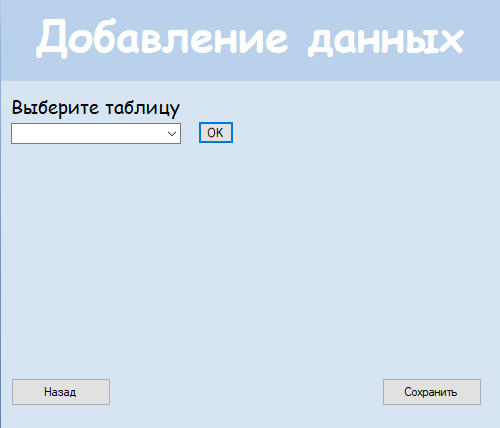 Добавление данных
Выберите таблицу
OK
Назад
Сохранить